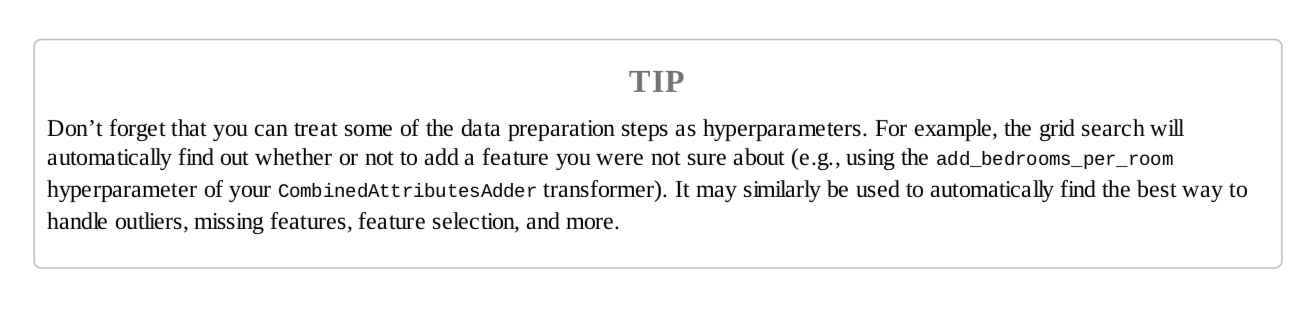 TIP
Don’t forget that you can treat some of the data preparation steps as hyperparameters. For example, the grid search will
automatically find out whether or not to add a feature you were not sure about (e.g., using the add_bedrooms_per_room
hyperparameter of your CombinedAttributesAdder transformer). It may similarly be used to automatically find the best way to
handle outliers, missing features, feature selection, and more.